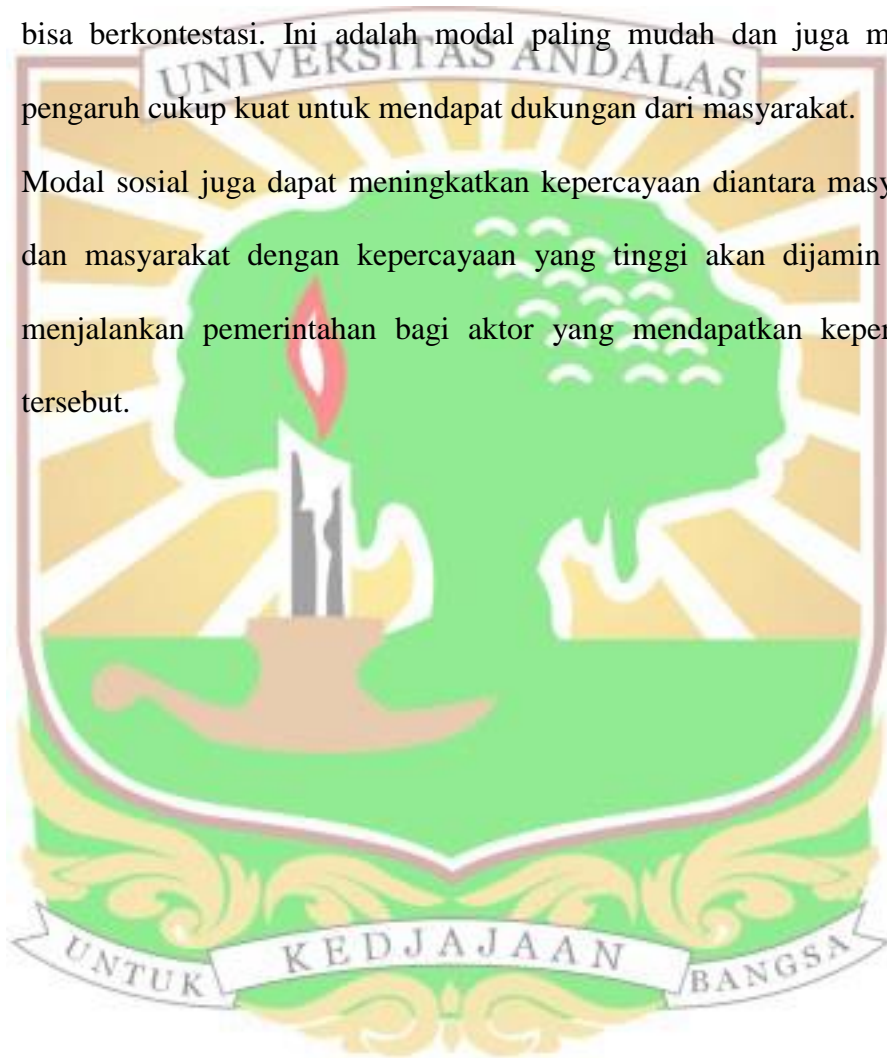 bisa berkontestasi. Ini adalah modal paling mudah dan juga m
UNIVERSITAS ANDALAS
pengaruh cukup kuat untuk mendapat dukungan dari masyarakat.
Modal sosial juga dapat meningkatkan kepercayaan diantara masy
dan masyarakat dengan kepercayaan yang tinggi akan dijamin
menjalankan pemerintahan bagi aktor yang mendapatkan keper
tersebut.
UNTUK KEDJAJAAN BANGSA